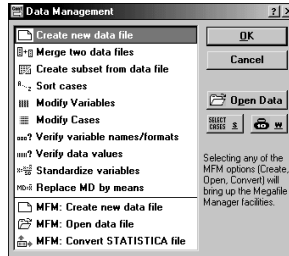 Data Management
? x
Create new data file
Merge two data files
Create subset from data file
Sort cases
Modify Variables
Modify Cases
Verify variable names/formats
Verify data values
Standardize variables
Replace MD by means
MFM: Create new data file
MFM: Open data file
MFM: Convert STATISTICA file
OK
Cancel
Open Data
SELECT CASES S
W
Selecting any of the
MFM options (Create,
Open, Convert) will
bring up the Megafile
Manager facilities.